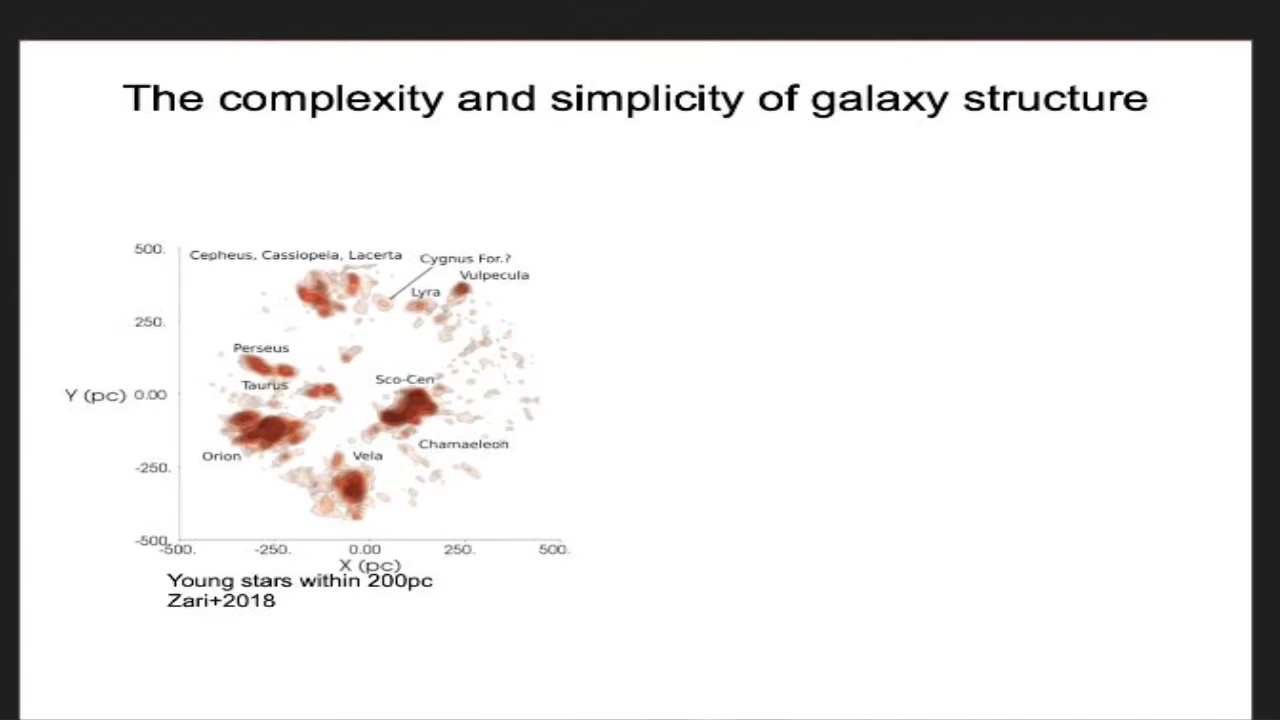 The complexity and simplicity of galaxy structure
500.
Cepheus, Cassiopeia, Lacerta
Cygnus For.?
Vulpecula
Lyra
250.
Perseus
Taurus
Sco-Cen
Y (pc) 0.00
Chamaeleon
Orion
Vela
-250.
-500.
-500. -250. 0.00 250. 500.
X (pc)
Young stars within 200pc
Zari+2018